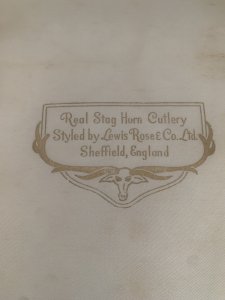 Real Stag Horn Cutlery
Styled by Lewis Rose & Co. Ltd.
Sheffield, England